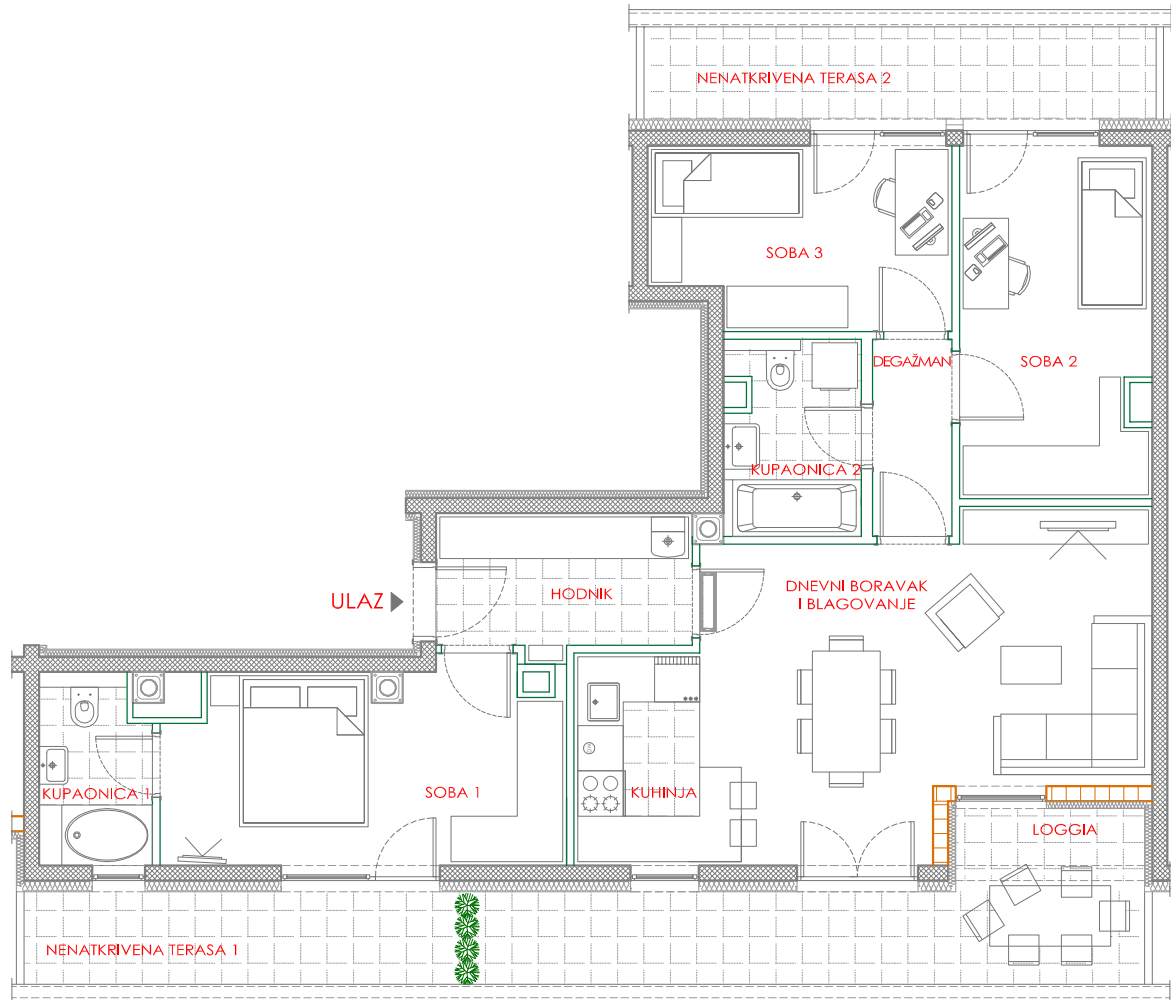 NENATKRIVENA TERASA 2
SOBA 3
DEGAŽMAN
SOBA 2
KUPAONICA 2
ULAZ
HODNIK
DNEVNI BORAVAK
I BLAGOVANJE
KUPAONICA 1
SOBA 1
KUHINJA
LOGGIA
NENATKRIVENA TERASA 1